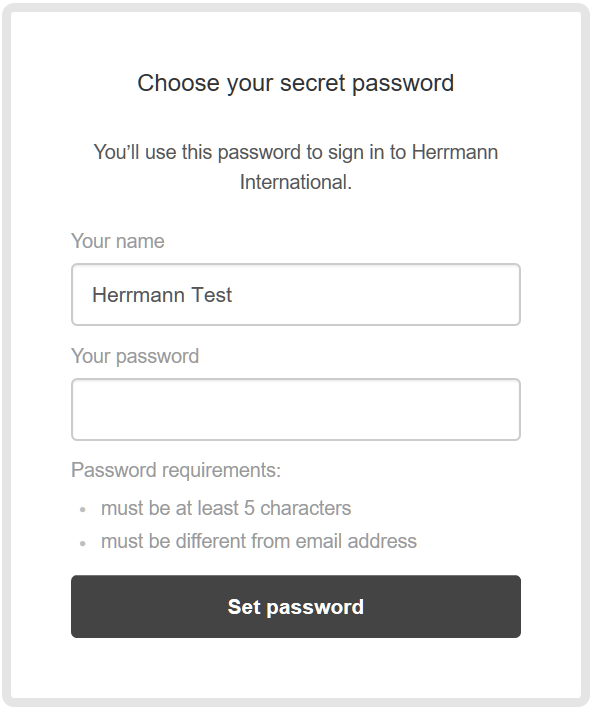 Choose your secret password
You’ll use this password to sign in to Herrmann
International.
Your name
Herrmann Test
Your password
Password requirements:
• must be at least 5 characters
• must be different from email address
Set password